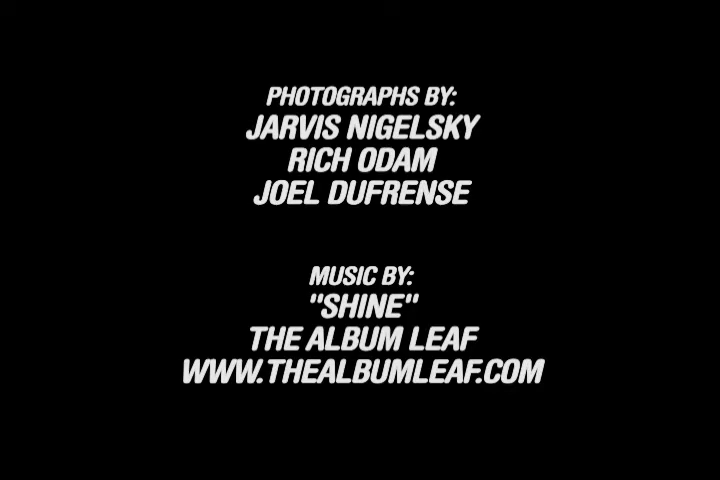 PHOTOGRAPHS BY:
JARVIS NIGELSKY
RICH ODAM
JOEL DUFRENSE
MUSIC BY:
"SHINE"
THE ALBUM LEAF
WWW.THEALBUMLEAF.COM